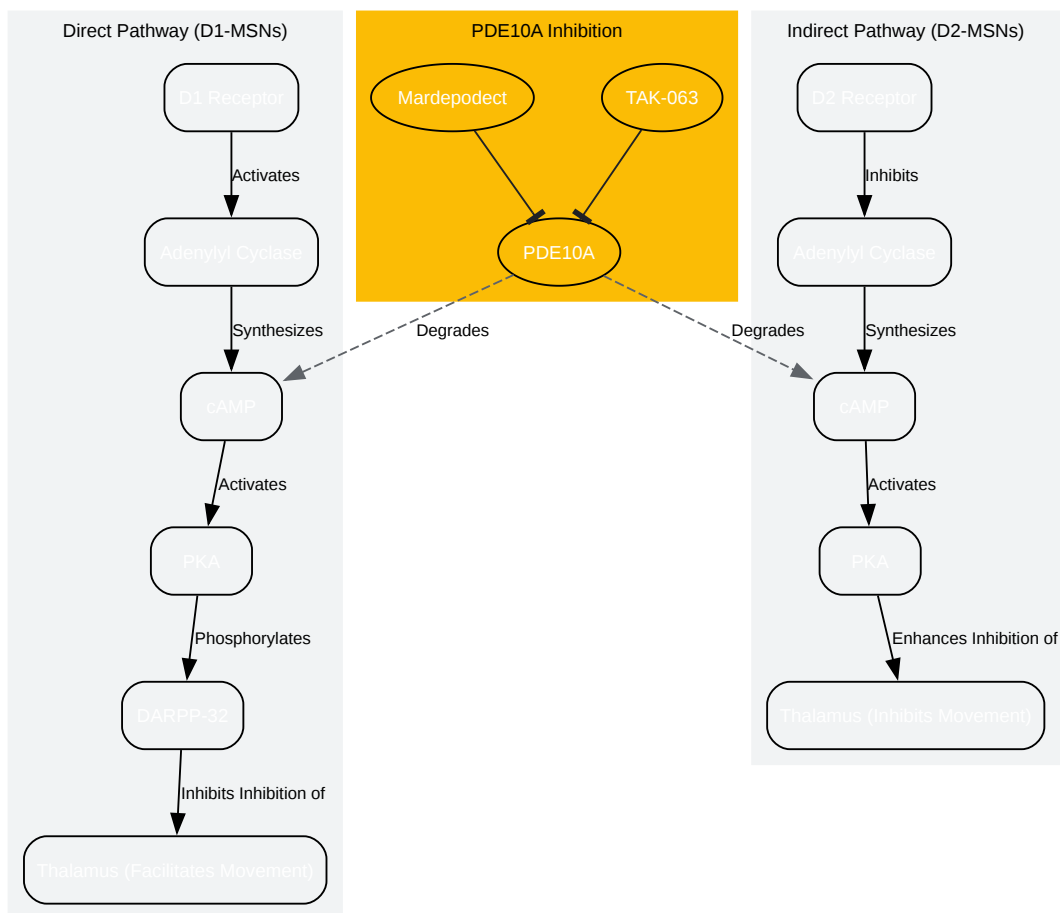 Direct Pathway (D1-MSNs)
D1 Receptor
Activates
Adenylyl Cyclase
Synthesizes
cAMP
Activates
PKA
Phosphorylates
DARPP-32
Inhibits Inhibition of
Thalamus (Facilitates Movement)
PDE10A Inhibition
Mardepodect
TAK-063
PDE10A
Degrades
Degrades
Indirect Pathway (D2-MSNs)
D2 Receptor
Inhibits
Adenylyl Cyclase
Synthesizes
cAMP
Activates
PKA
Enhances Inhibition of
Thalamus (Inhibits Movement)